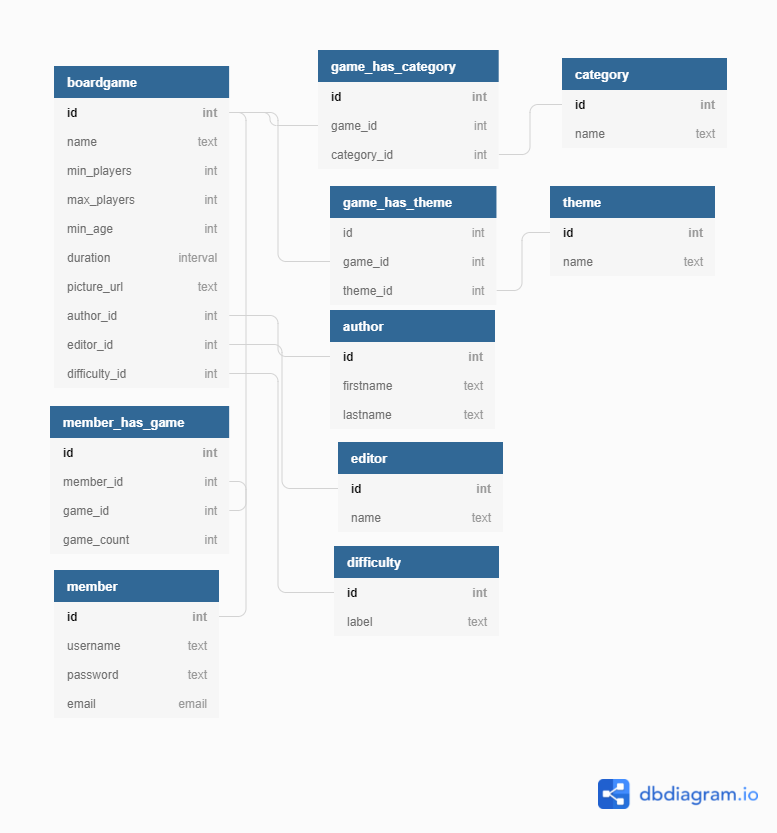 boardgame
id int
name text
min_players int
max_players int
min_age int
duration interval
picture_url text
author_id int
editor_id int
difficulty_id int
member_has_game
id int
member_id int
game_id int
game_count int
member
id int
username text
password text
email email
game_has_category
id int
game_id int
category_id int
game_has_theme
id int
game_id int
theme_id int
author
id int
firstname text
lastname text
editor
id int
name text
difficulty
id int
label text
category
id int
name text
theme
id int
name text
dbdiagram.io